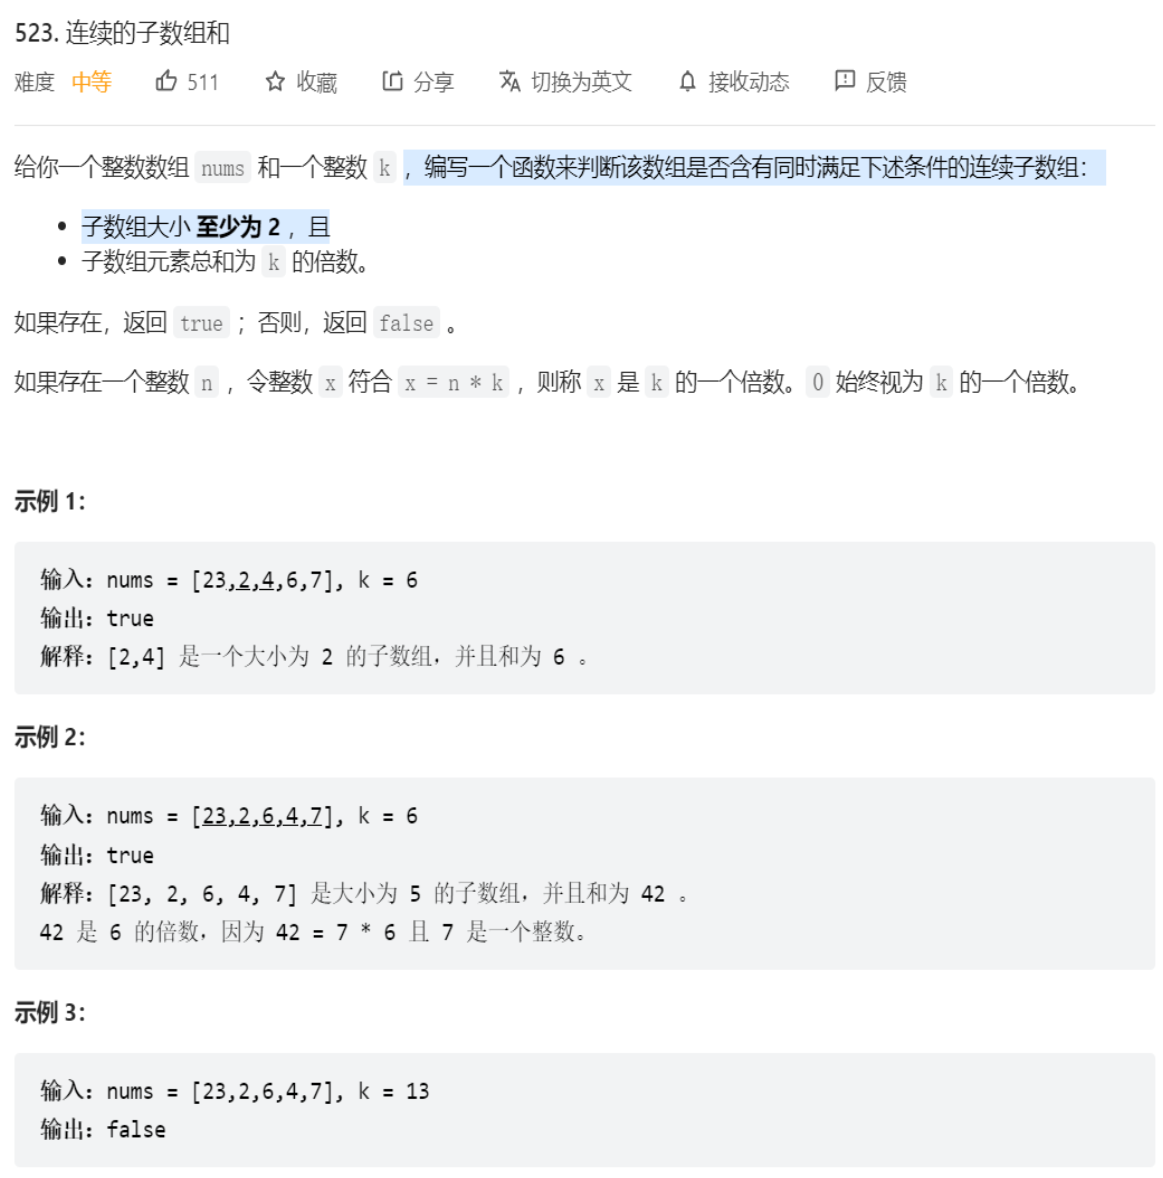 523. 连续的子数组和
难度 中等 511 收藏 分享 切换为英文 接收动态 反馈
给你一个整数数组 nums 和一个整数 k ，编写一个函数来判断该数组是否含有同时满足下述条件的连续子数组：
• 子数组大小 至少为 2 ，且
• 子数组元素总和为 k 的倍数。
如果存在，返回 true ；否则，返回 false 。
如果存在一个整数 n ，令整数 x 符合 x = n * k ，则称 x 是 k 的一个倍数。0 始终视为 k 的一个倍数。
示例 1：
输入：nums = [23,2,4,6,7], k = 6
输出：true
解释：[2,4] 是一个大小为 2 的子数组，并且和为 6 。
示例 2：
输入：nums = [23,2,6,4,7], k = 6
输出：true
解释：[23, 2, 6, 4, 7] 是大小为 5 的子数组，并且和为 42 。
42 是 6 的倍数，因为 42 = 7 * 6 且 7 是一个整数。
示例 3：
输入：nums = [23,2,6,4,7], k = 13
输出：false